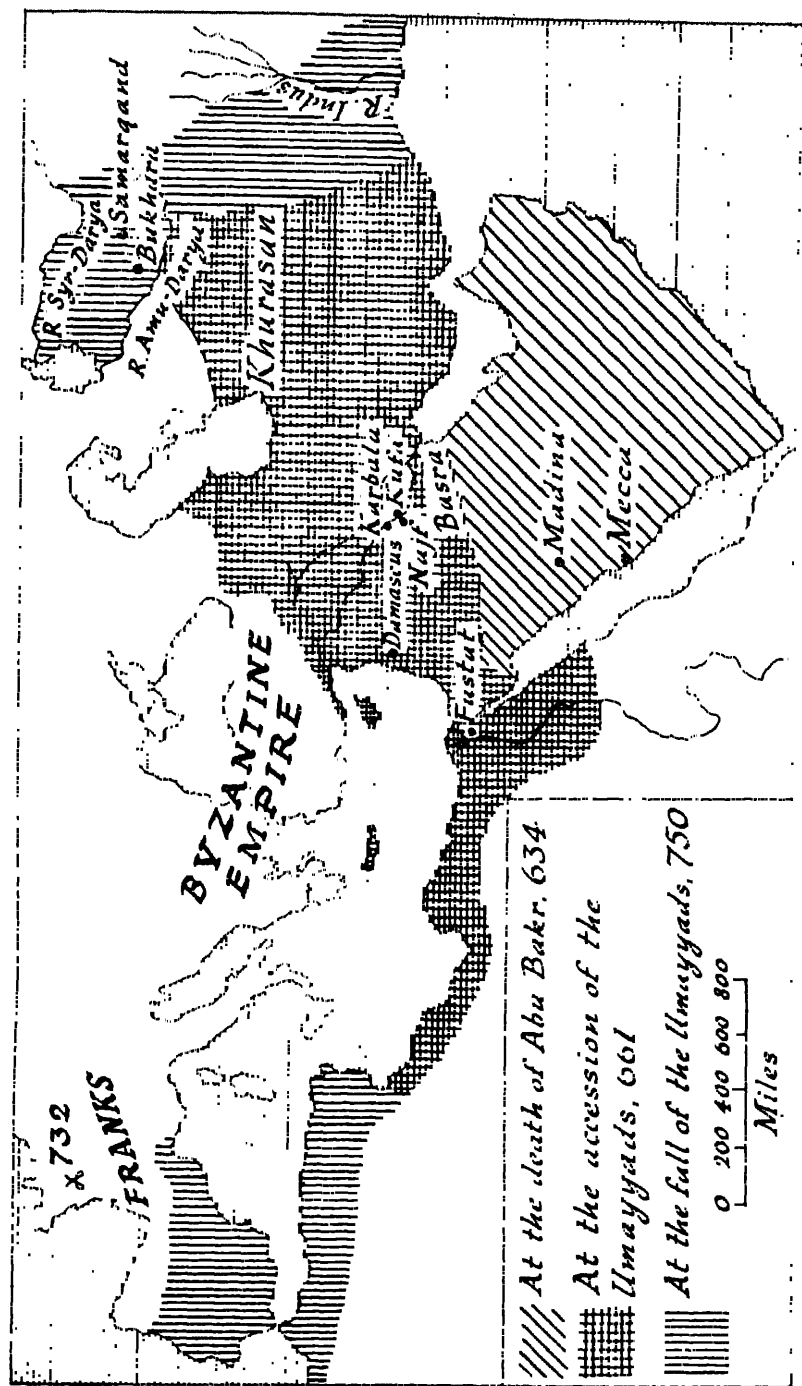 x 732
FRANKS
BYZANTINE
EMPIRE
R Syr-Darya
Samarqand
Bukhara
R. Amu-Darya
Khurasan
R. Indus
Karbala
Kufa
Damascus
Najf
Basra
Fustat
Madina
Mecca
At the death of Abu Bakr. 634
At the accession of the
Umayyads, 661
At the fall of the Umayyads, 750
0 200 400 600 800
Miles